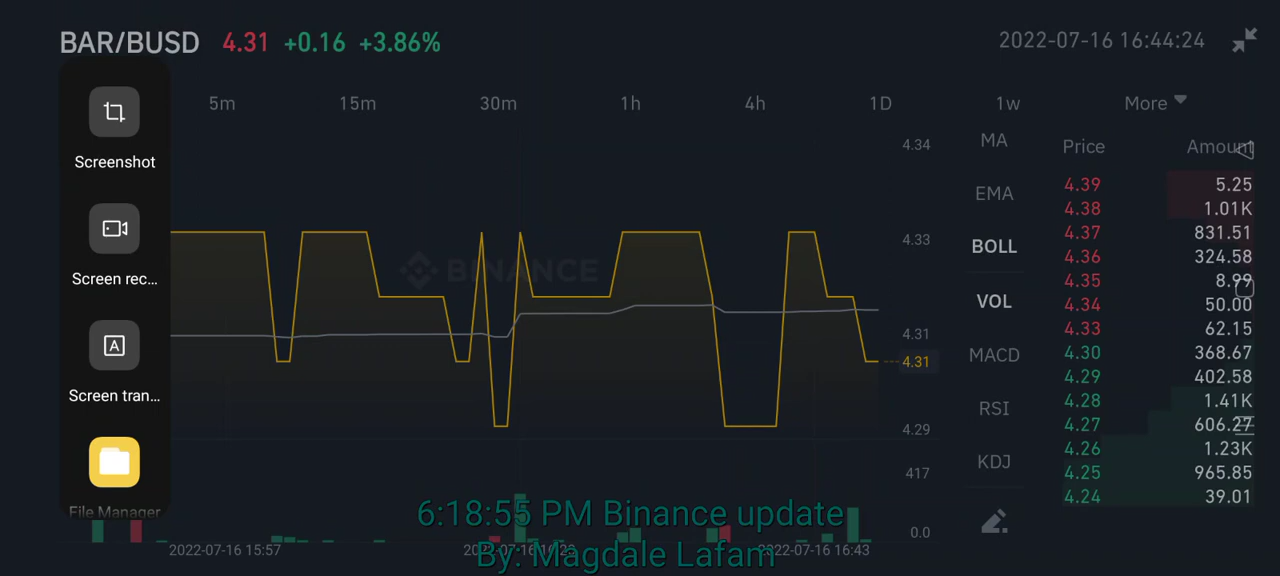 BAR/BUSD 4.31 +0.16 +3.86% 2022-07-16 16:44:24
5m 15m 30m 1h 4h 1D 1w More
Screenshot
Screen rec...
Screen tran...
File Manager
BINANCE
4.34
4.33
4.31
4.31
4.29
417
0.0
MA
EMA
BOLL
VOL
MACD
RSI
KDJ
Price Amount
4.39 5.25
4.38 1.01K
4.37 831.51
4.36 324.58
4.35 8.99
4.34 50.00
4.33 62.15
4.30 368.67
4.29 402.58
4.28 1.41K
4.27 606.27
4.26 1.23K
4.25 965.85
4.24 39.01
6:18:55 PM Binance update
2022-07-16 15:57 2022-07-16 2022-07-16 16:43
By: Magdale Lafam